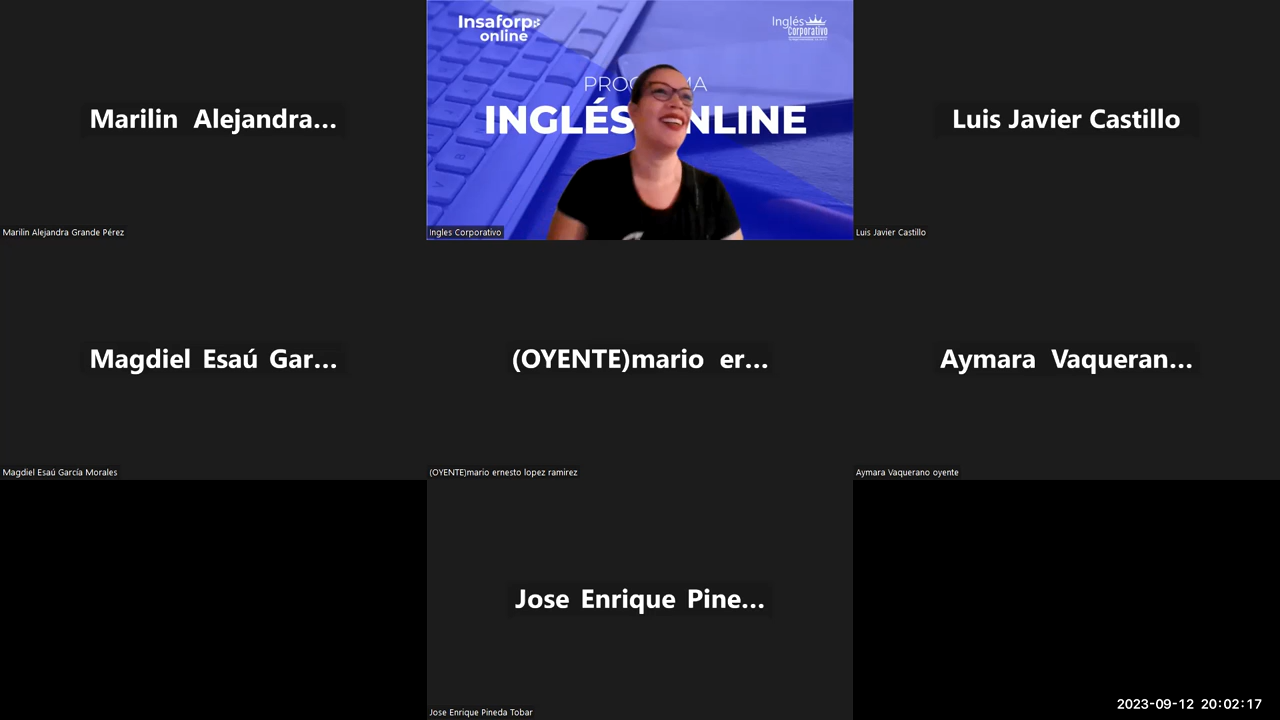 Marilin Alejandra...
Marilin Alejandra Grande Pérez
Insaforp
online
Inglés
Corporativo
PROGRAMA
INGLÉS ONLINE
Ingles Corporativo
Luis Javier Castillo
Luis Javier Castillo
Magdiel Esaú Gar...
Magdiel Esaú García Morales
(OYENTE)mario er...
(OYENTE)mario ernesto lopez ramirez
Aymara Vaqueran...
Aymara Vaquerano oyente
Jose Enrique Pine...
Jose Enrique Pineda Tobar
2023-09-12 20:02:17